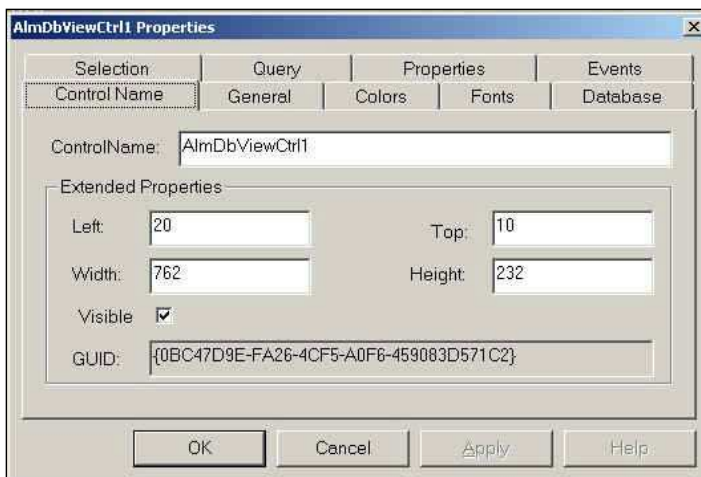 AlmDbViewCtrl1 Properties
Selection Query Properties Events
Control Name General Colors Fonts Database
ControlName: AlmDbViewCtrl1
Extended Properties
Left: 20 Top: 10
Width: 762 Height: 232
Visible
GUID: {0BC47D9E-FA26-4CF5-A0F6-459083D571C2}
OK Cancel Apply Help